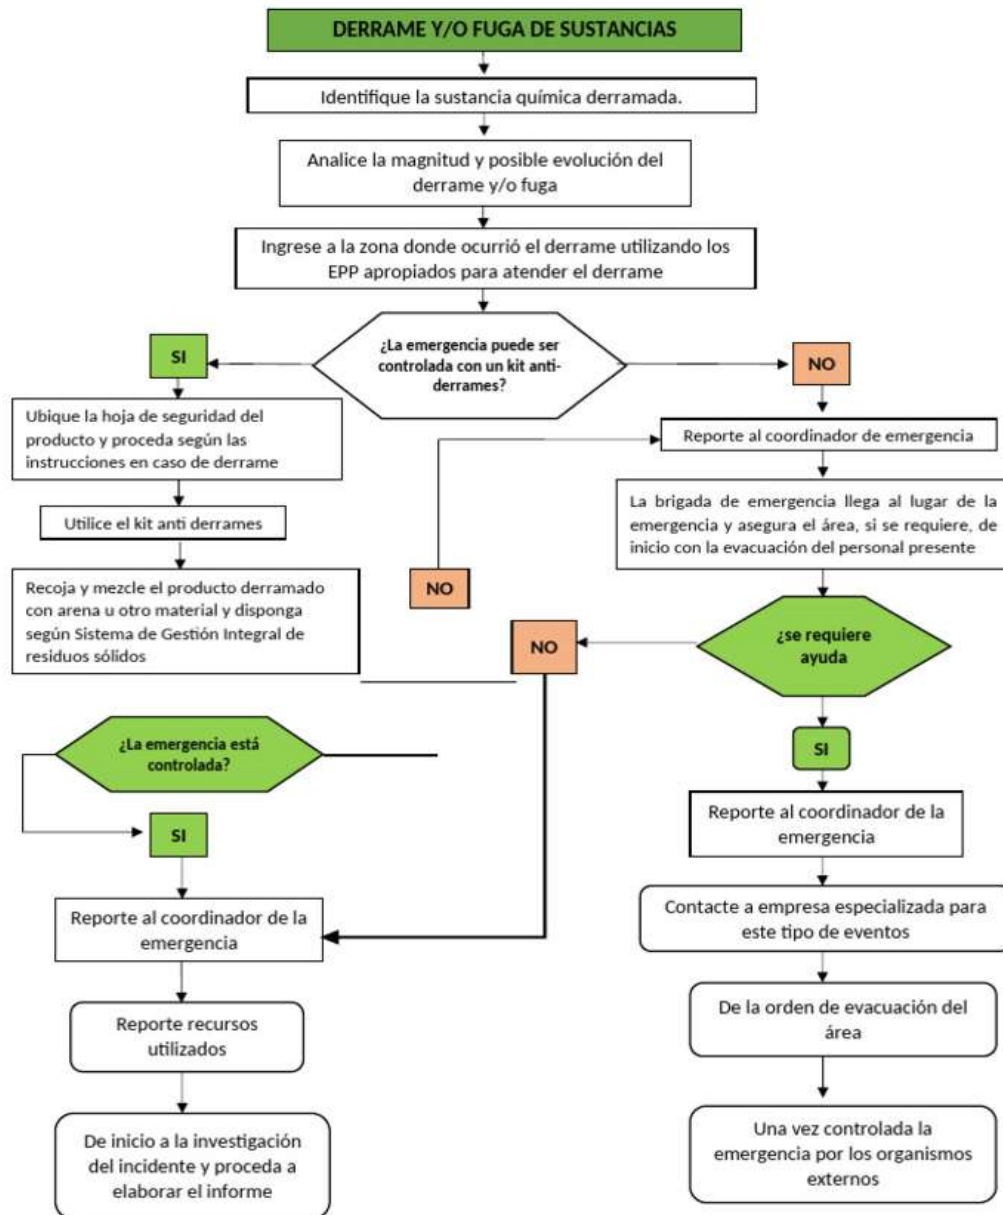 DERRAME Y/O FUGA DE SUSTANCIAS
Identifique la sustancia química derramada.
Analice la magnitud y posible evolución del
derrame y/o fuga
Ingrese a la zona donde ocurrió el derrame utilizando los
EPP apropiados para atender el derrame
¿La emergencia puede ser
controlada con un kit anti-
derrames?
SI
NO
Ubique la hoja de seguridad del
producto y proceda según las
instrucciones en caso de derrame
Utilice el kit anti derrames
Recoja y mezcle el producto derramado
con arena u otro material y disponga
según Sistema de Gestión Integral de
residuos sólidos
Reporte al coordinador de emergencia
La brigada de emergencia llega al lugar de la
emergencia y asegura el área, si se requiere, de
inicio con la evacuación del personal presente
NO
NO
¿se requiere
ayuda
¿La emergencia está
controlada?
SI
SI
Reporte al coordinador de la
emergencia
Reporte recursos
utilizados
De inicio a la investigación
del incidente y proceda a
elaborar el informe
Reporte al coordinador de la
emergencia
Contacte a empresa especializada para
este tipo de eventos
De la orden de evacuación del
área
Una vez controlada la
emergencia por los organismos
externos